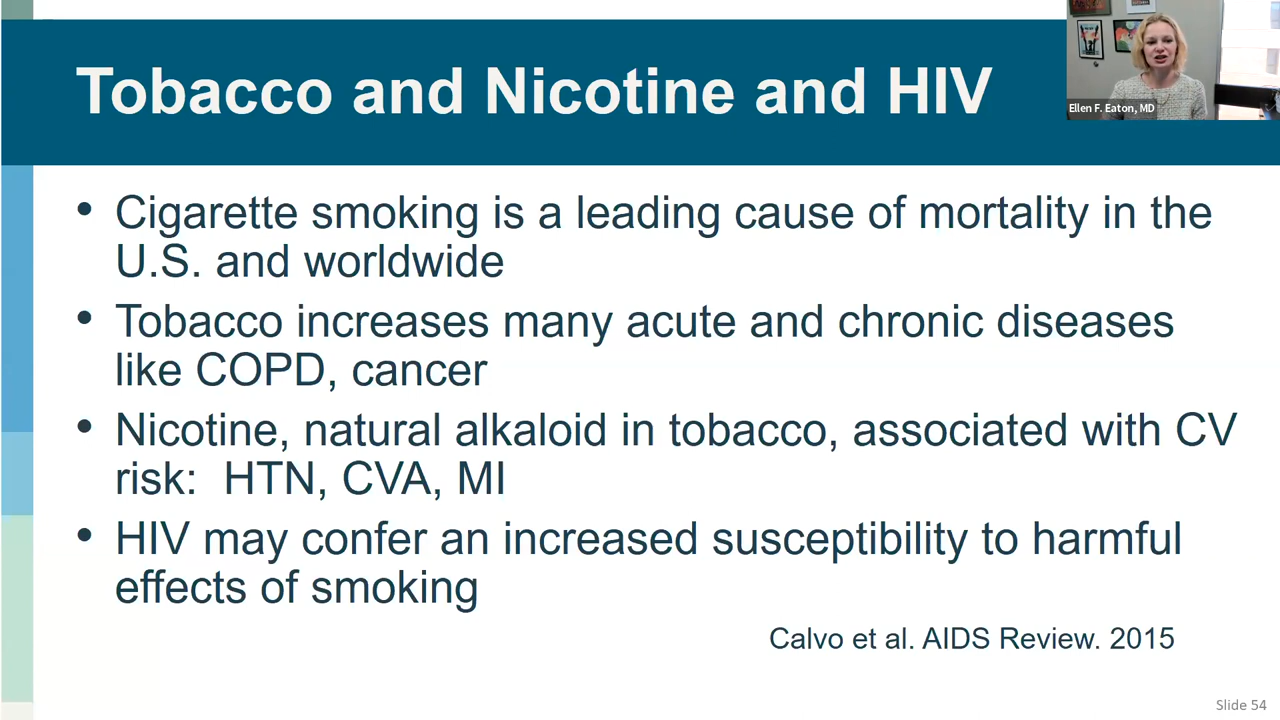 Tobacco and Nicotine and HIV
Ellen F. Eaton, MD
• Cigarette smoking is a leading cause of mortality in the
U.S. and worldwide
• Tobacco increases many acute and chronic diseases
like COPD, cancer
• Nicotine, natural alkaloid in tobacco, associated with CV
risk:  HTN, CVA, MI
• HIV may confer an increased susceptibility to harmful
effects of smoking
Calvo et al. AIDS Review. 2015
Slide 54